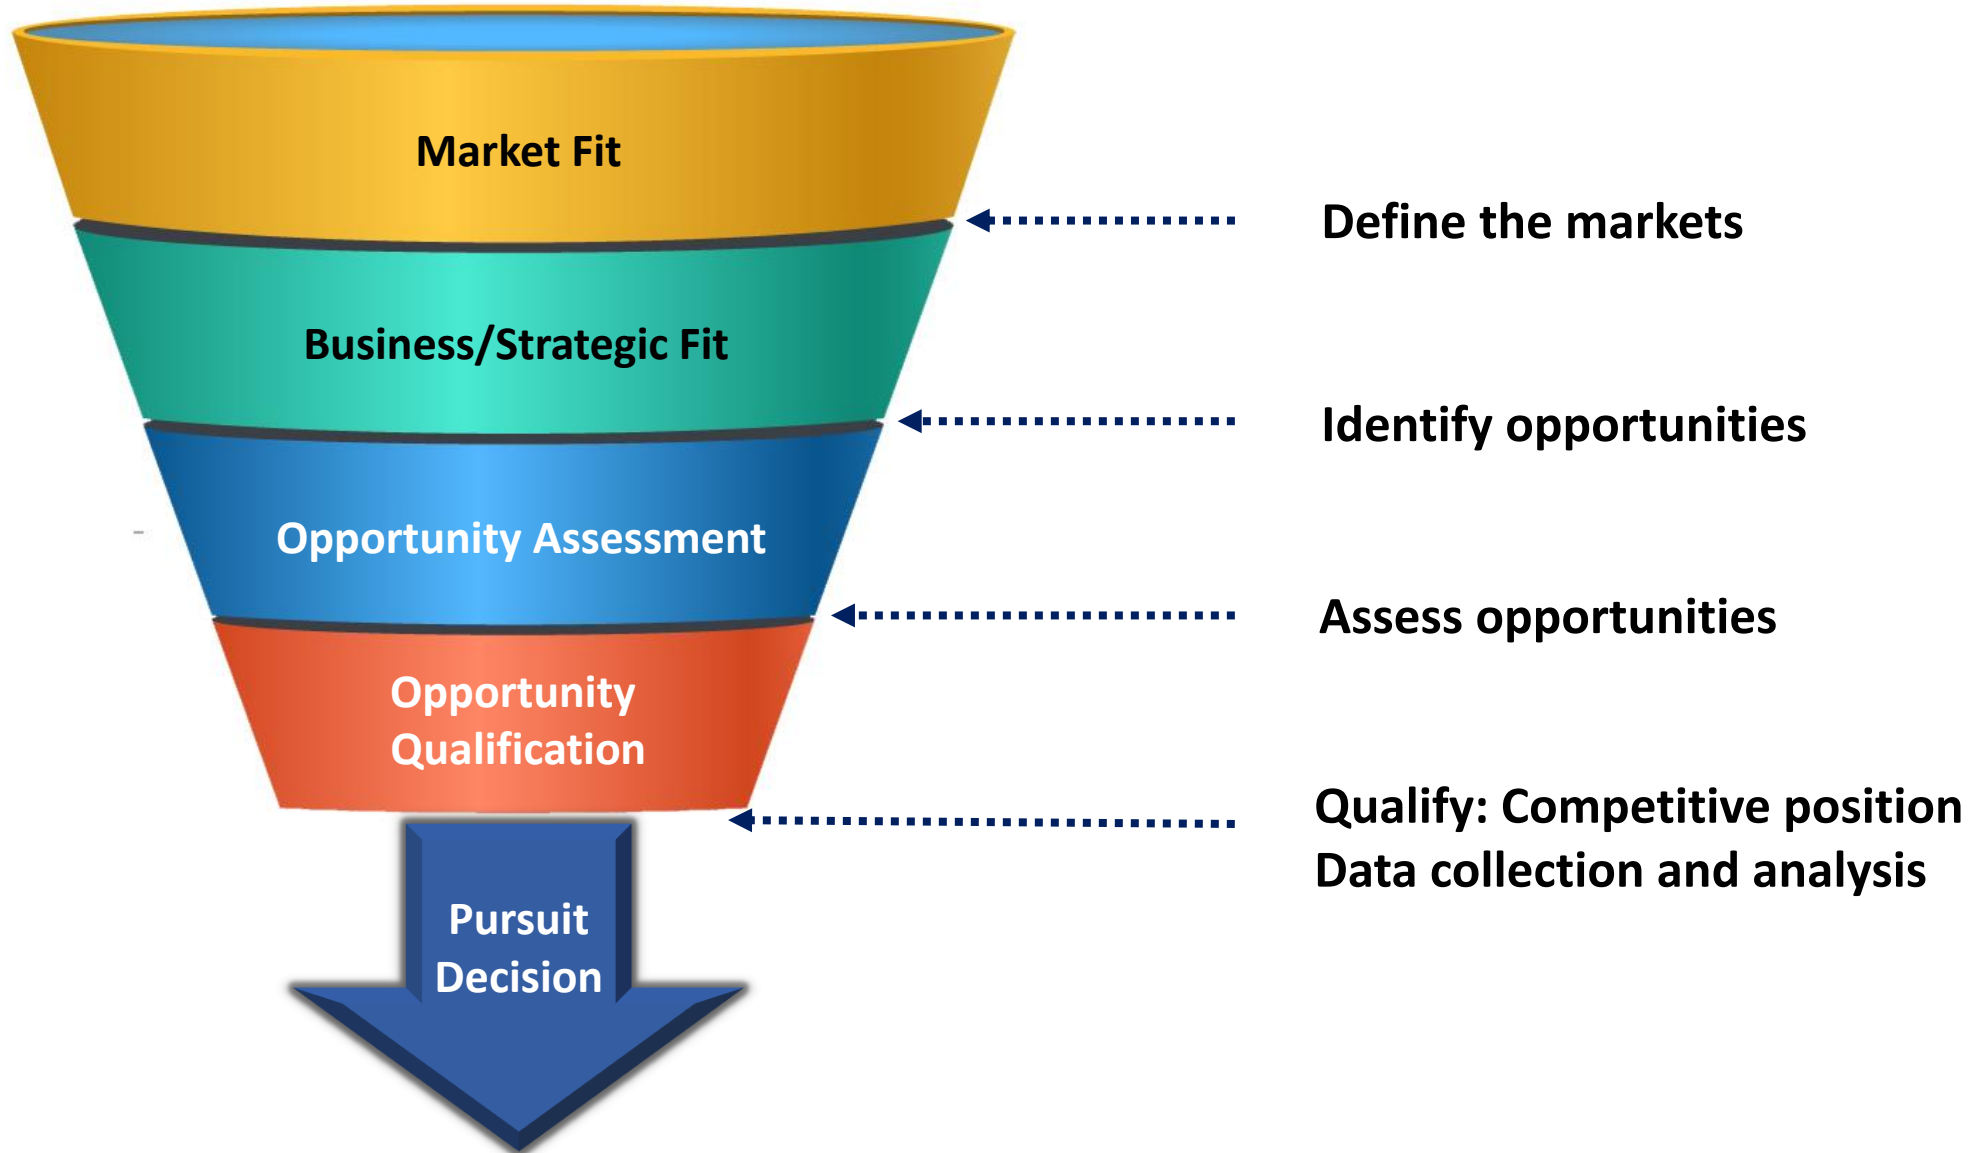 Market Fit
Define the markets
Business/Strategic Fit
Identify opportunities
Opportunity Assessment
Assess opportunities
Opportunity
Qualification
Qualify: Competitive position
Data collection and analysis
Pursuit
Decision